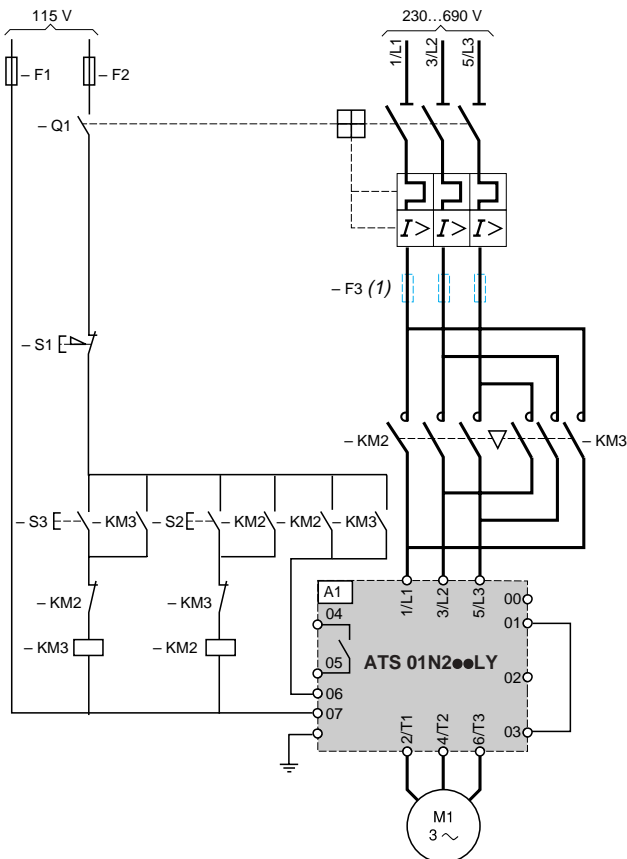 115 V
230...690 V
1/L1
3/L2
5/L3
– F1
– F2
– Q1
I>
I>
I>
– F3 (1)
– S1
– KM2
– KM3
– S3
– KM3
– S2
– KM2
– KM2
– KM3
– KM2
– KM3
– KM3
– KM2
A1
1/L1
3/L2
5/L3
00
04
01
05
ATS 01N2●●LY
02
06
07
03
2/T1
4/T2
6/T3
M1
3 ~